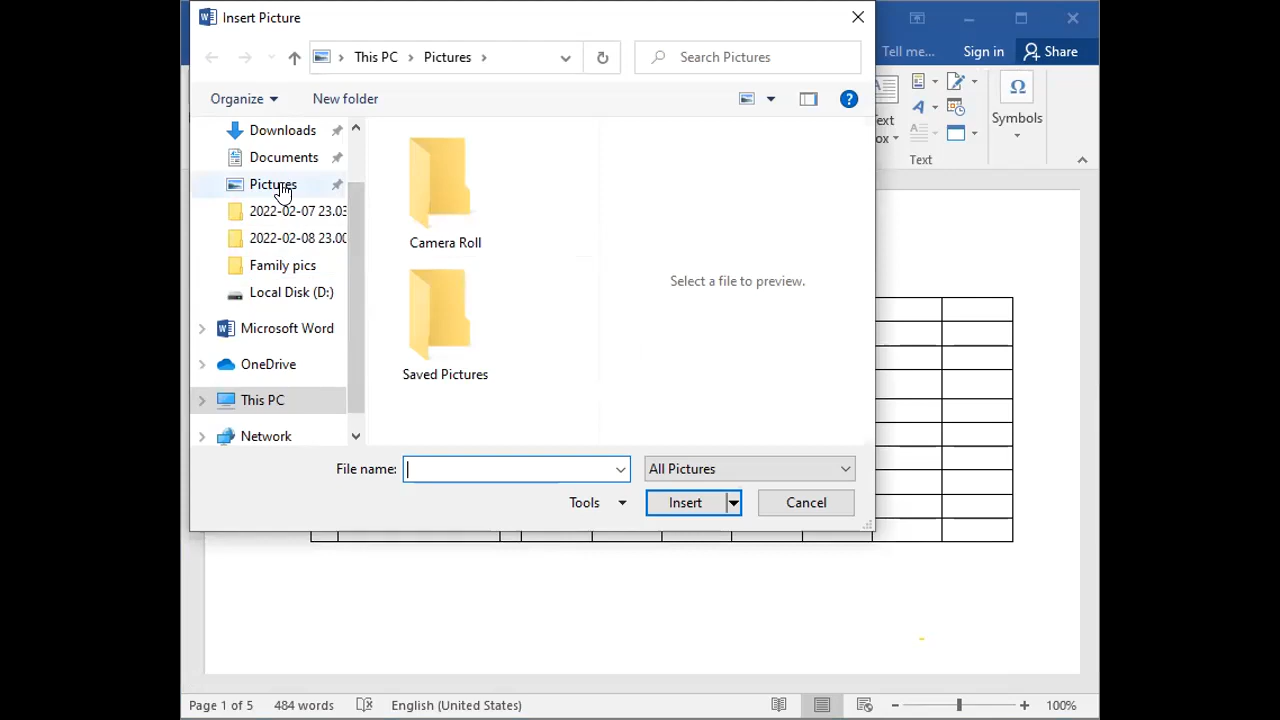 Insert Picture
This PC
Pictures
Search Pictures
Tell me...
Sign in
Share
Organize
New folder
Text
Symbols
Text
Downloads
Documents
Pictures
2022-02-07 23.03
2022-02-08 23.00
Family pics
Local Disk (D:)
Microsoft Word
OneDrive
This PC
Network
Camera Roll
Saved Pictures
Select a file to preview.
File name:
All Pictures
Tools
Insert
Cancel
Page 1 of 5
484 words
English (United States)
100%